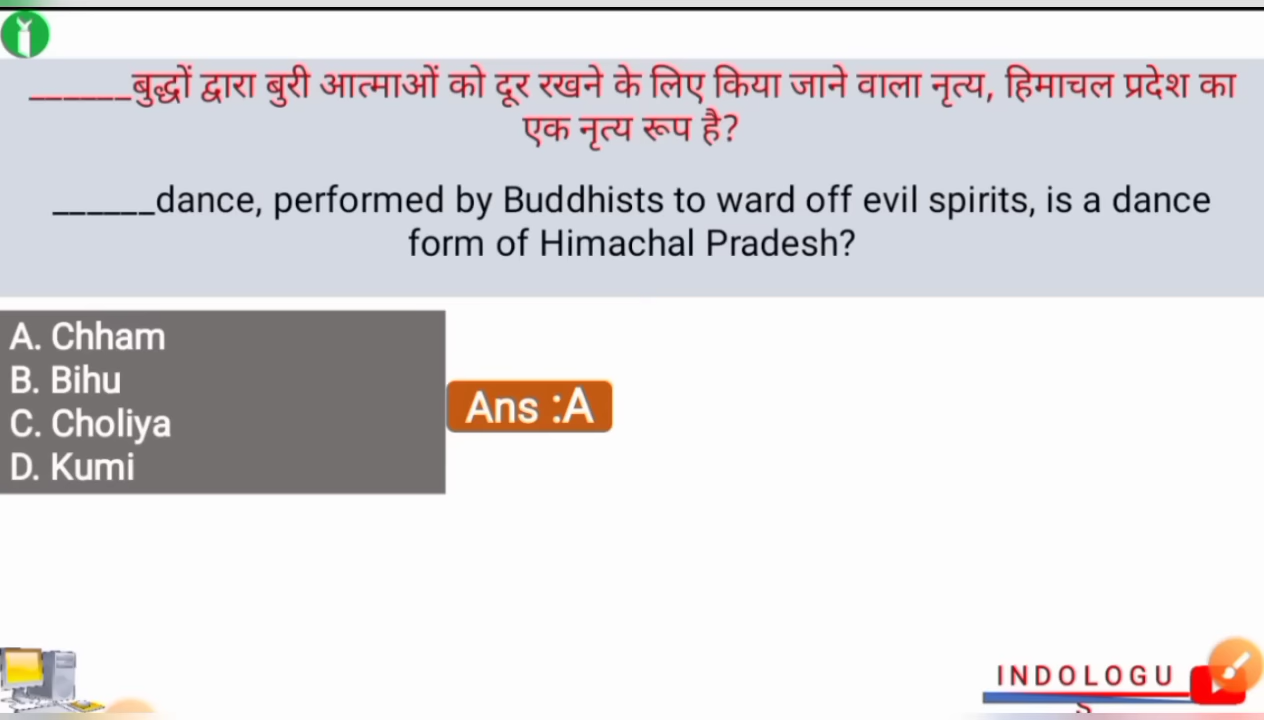 ______बुद्धों द्वारा बुरी आत्माओं को दूर रखने के लिए किया जाने वाला नृत्य, हिमाचल प्रदेश का
एक नृत्य रूप है?
______dance, performed by Buddhists to ward off evil spirits, is a dance
form of Himachal Pradesh?
A. Chham
B. Bihu
C. Choliya
D. Kumi
Ans :A
INDOLOGU
S